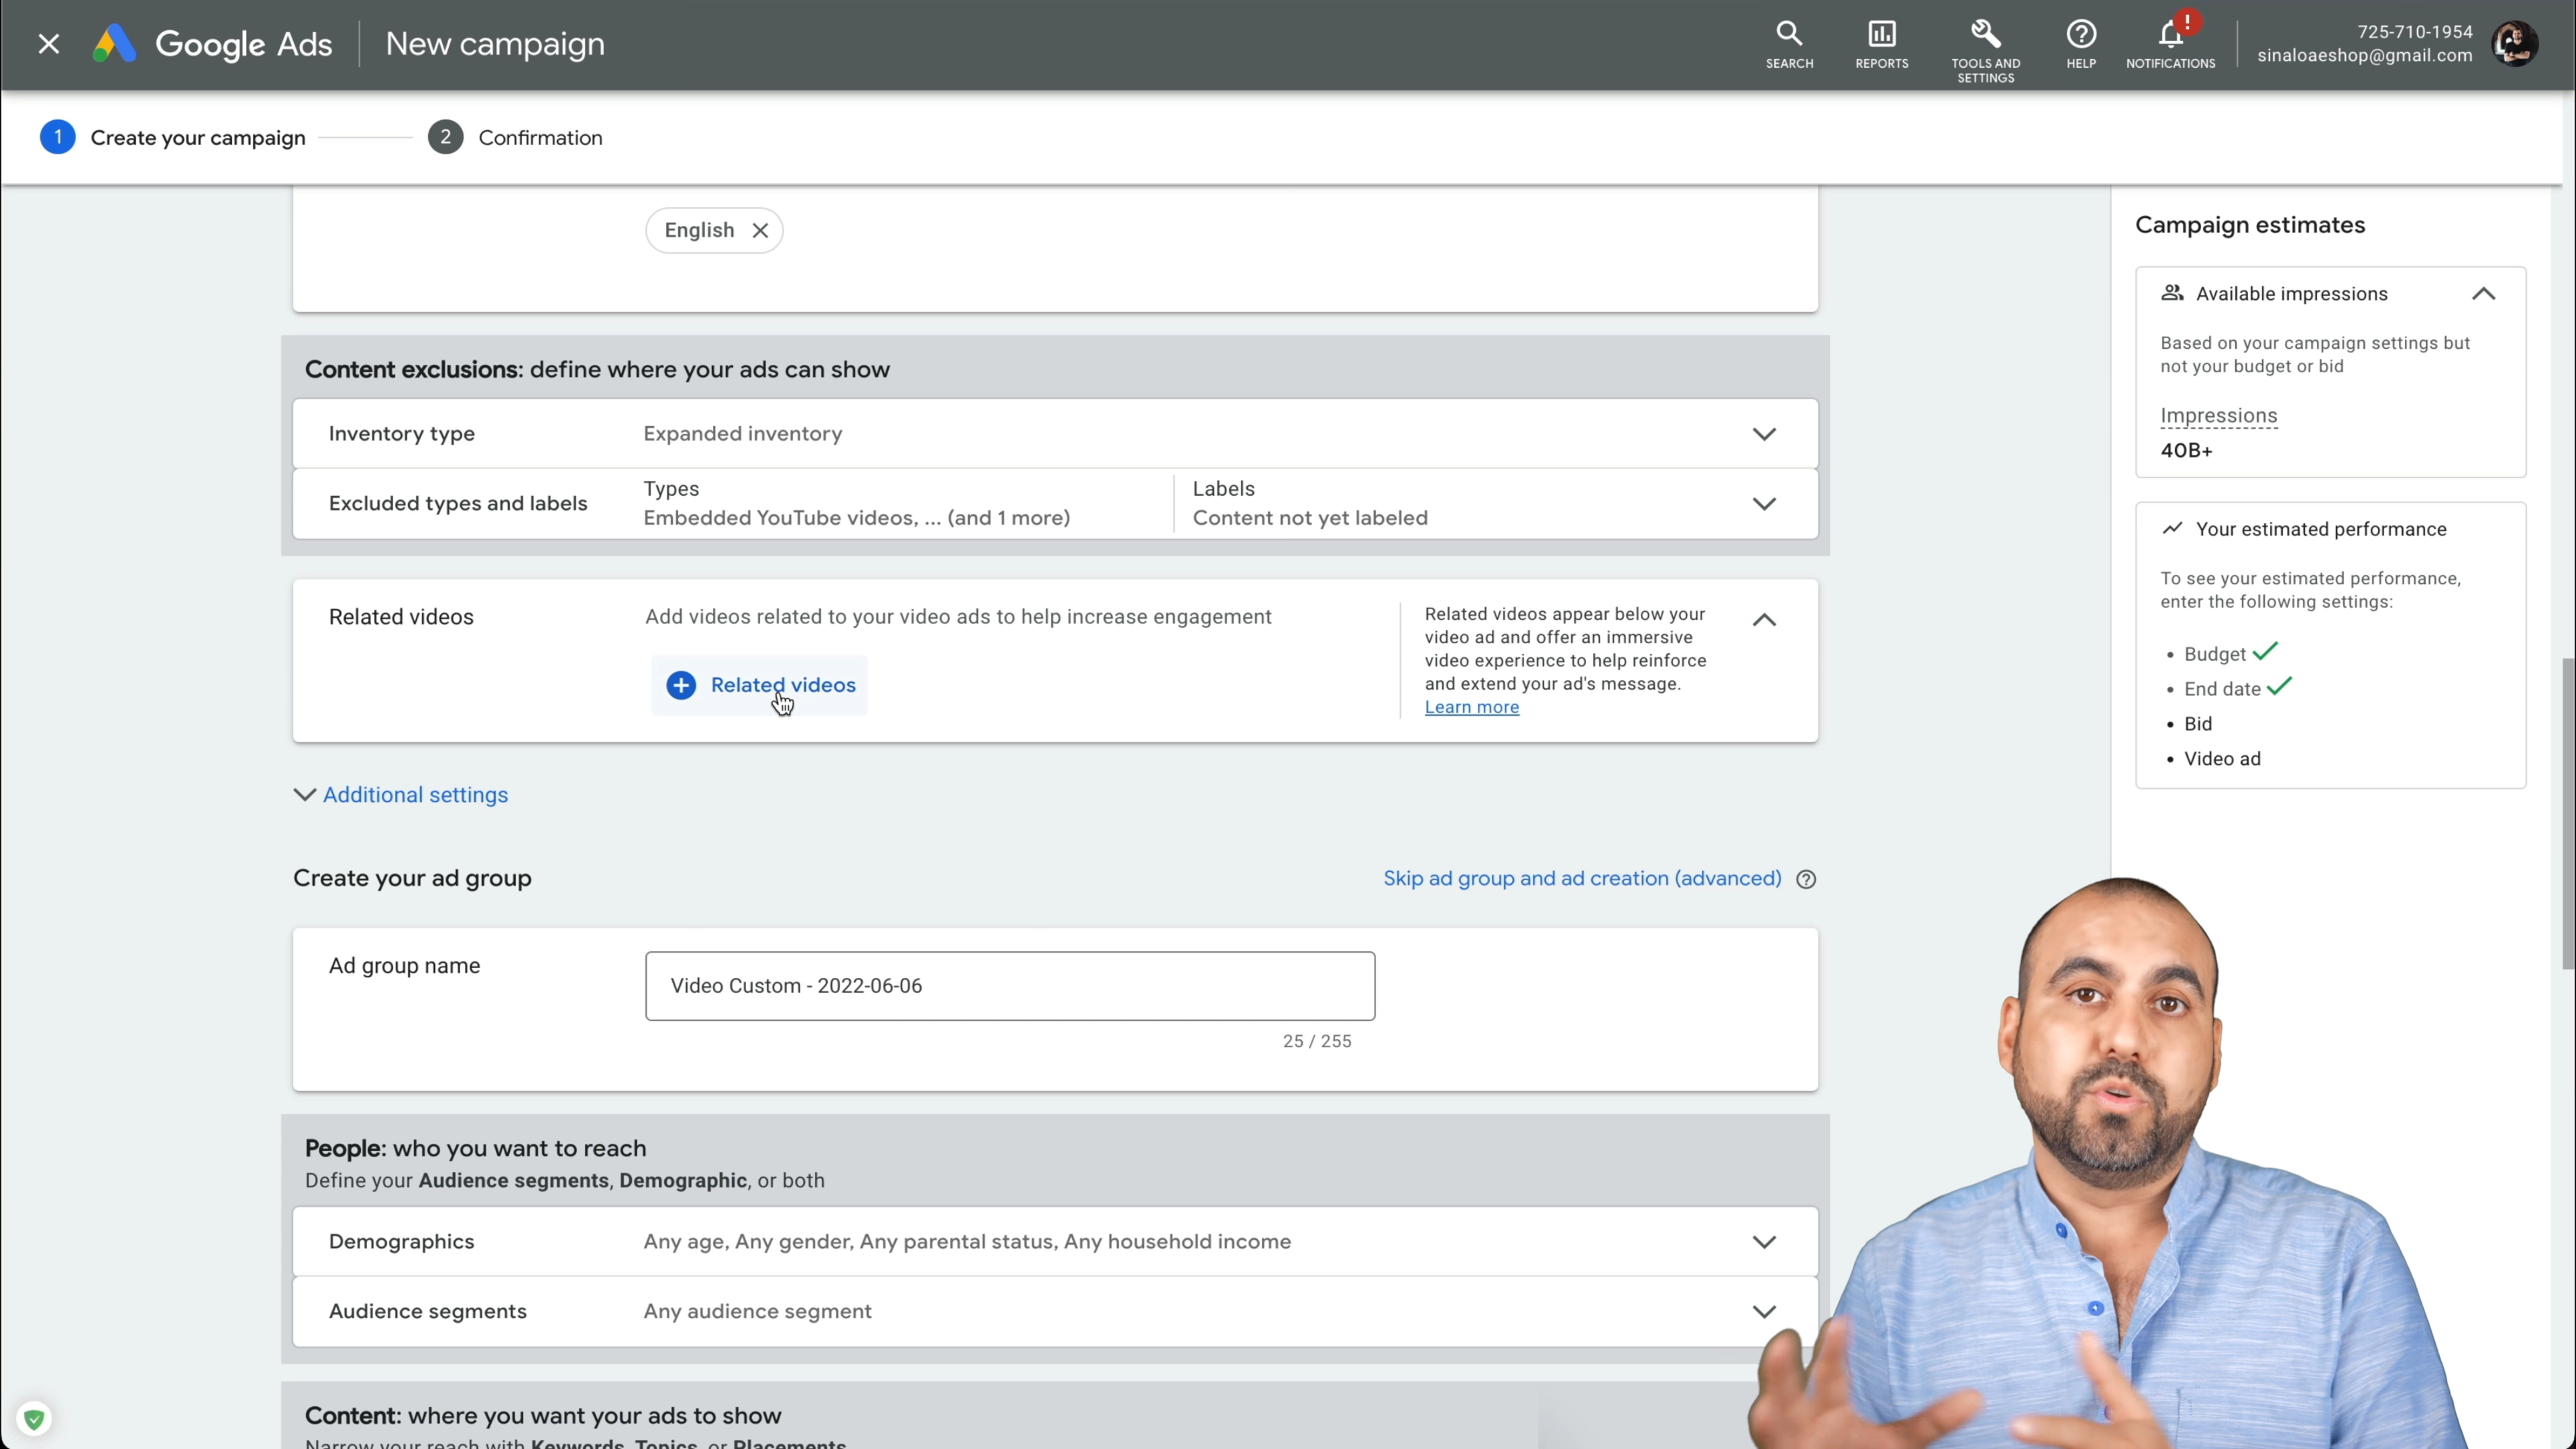 Google Ads
New campaign
SEARCH
REPORTS
TOOLS AND
SETTINGS
HELP
!
NOTIFICATIONS
725-710-1954
sinaloaeshop@gmail.com
1 Create your campaign
2 Confirmation
English
Content exclusions: define where your ads can show
Inventory type
Expanded inventory
Excluded types and labels
Types
Embedded YouTube videos, ... (and 1 more)
Labels
Content not yet labeled
Related videos
Add videos related to your video ads to help increase engagement
Related videos
Related videos appear below your
video ad and offer an immersive
video experience to help reinforce
and extend your ad's message.
Learn more
Additional settings
Create your ad group
Skip ad group and ad creation (advanced)
Ad group name
Video Custom - 2022-06-06
25 / 255
People: who you want to reach
Define your Audience segments, Demographic, or both
Demographics
Any age, Any gender, Any parental status, Any household income
Audience segments
Any audience segment
Content: where you want your ads to show
Narrow your reach with Keywords, Topics, or Placements
Campaign estimates
Available impressions
Based on your campaign settings but
not your budget or bid
Impressions
40B+
Your estimated performance
To see your estimated performance,
enter the following settings:
• Budget
• End date
• Bid
• Video ad